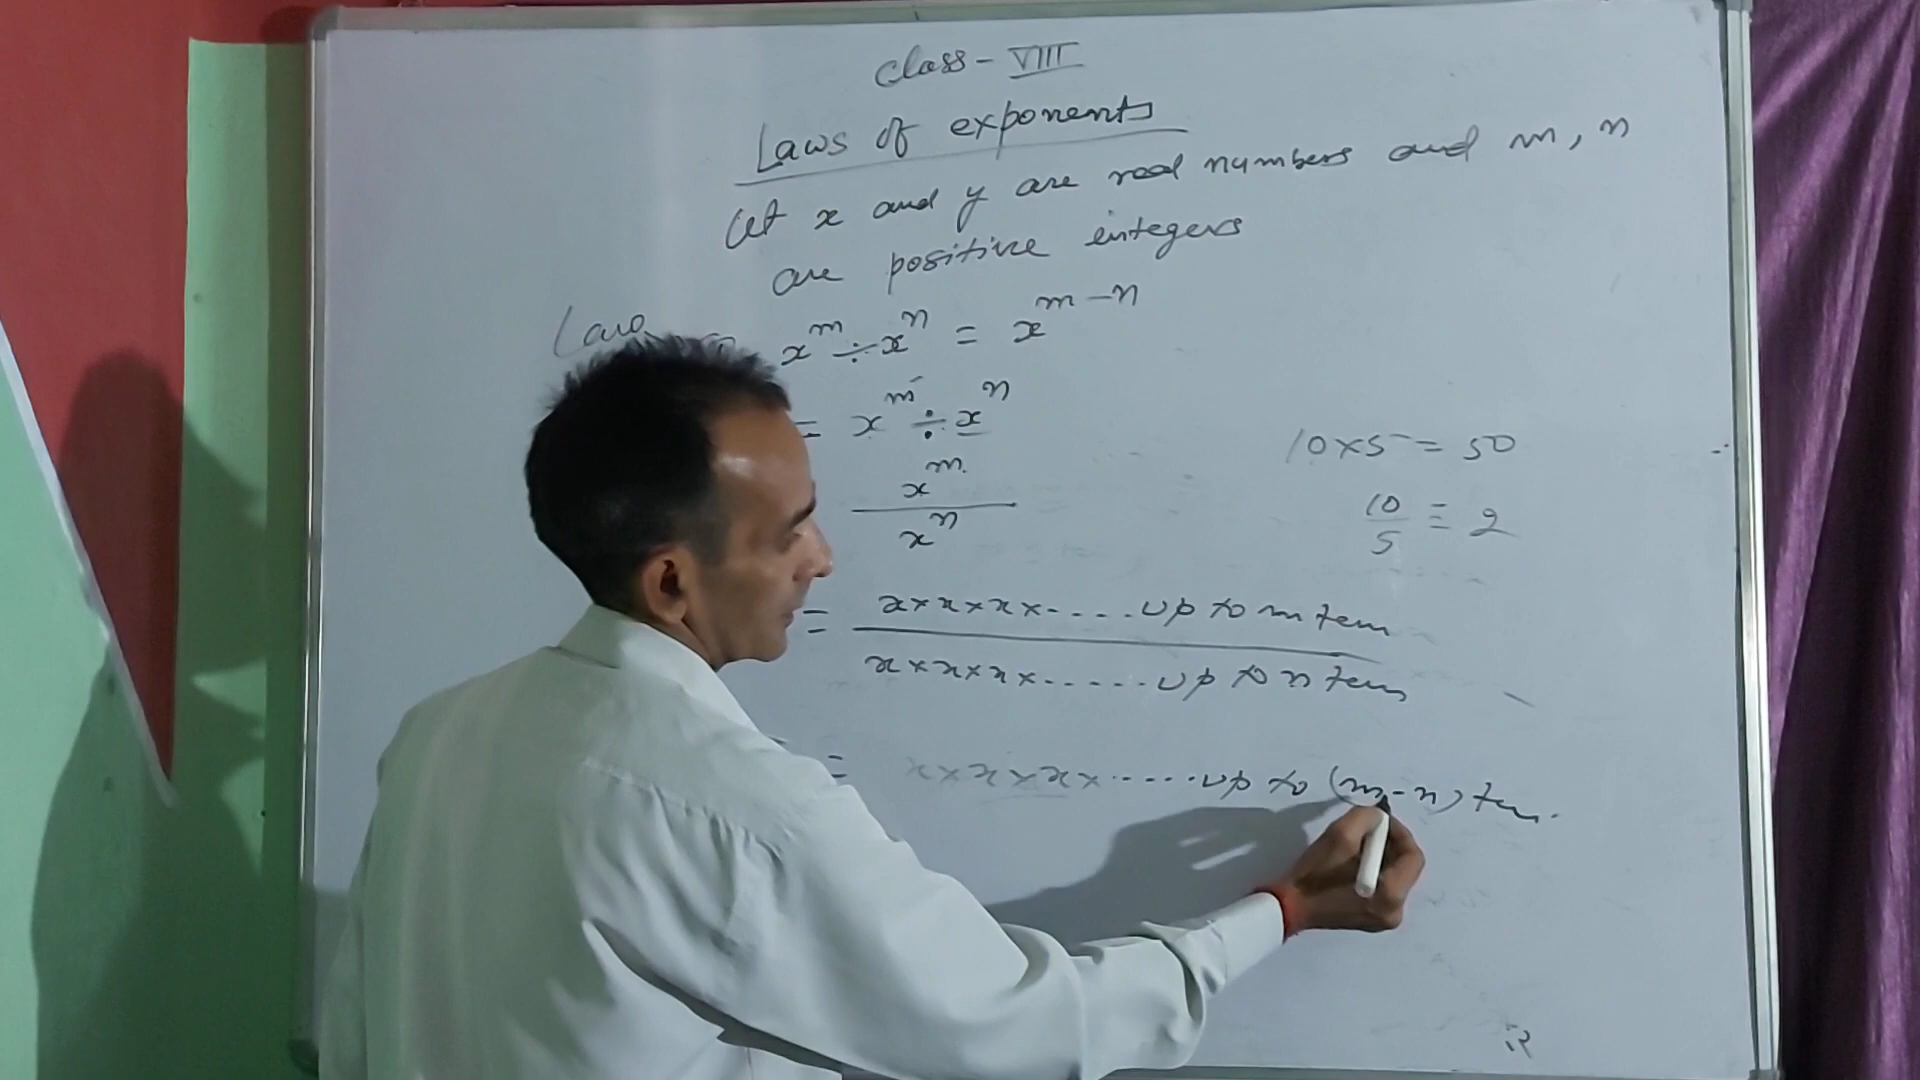 Class - VIII
Laws of exponents
Let x and y are real numbers and m, n
are positive integers
Law x^m ÷ x^n = x^(m-n)
= x^m ÷ x^n
x^m
x^n
10×5 = 50
10/5 = 2
= x×x×x×.... up to m term
x×x×x×..... up to n term
= x×x×x×..... up to (m-n) term.